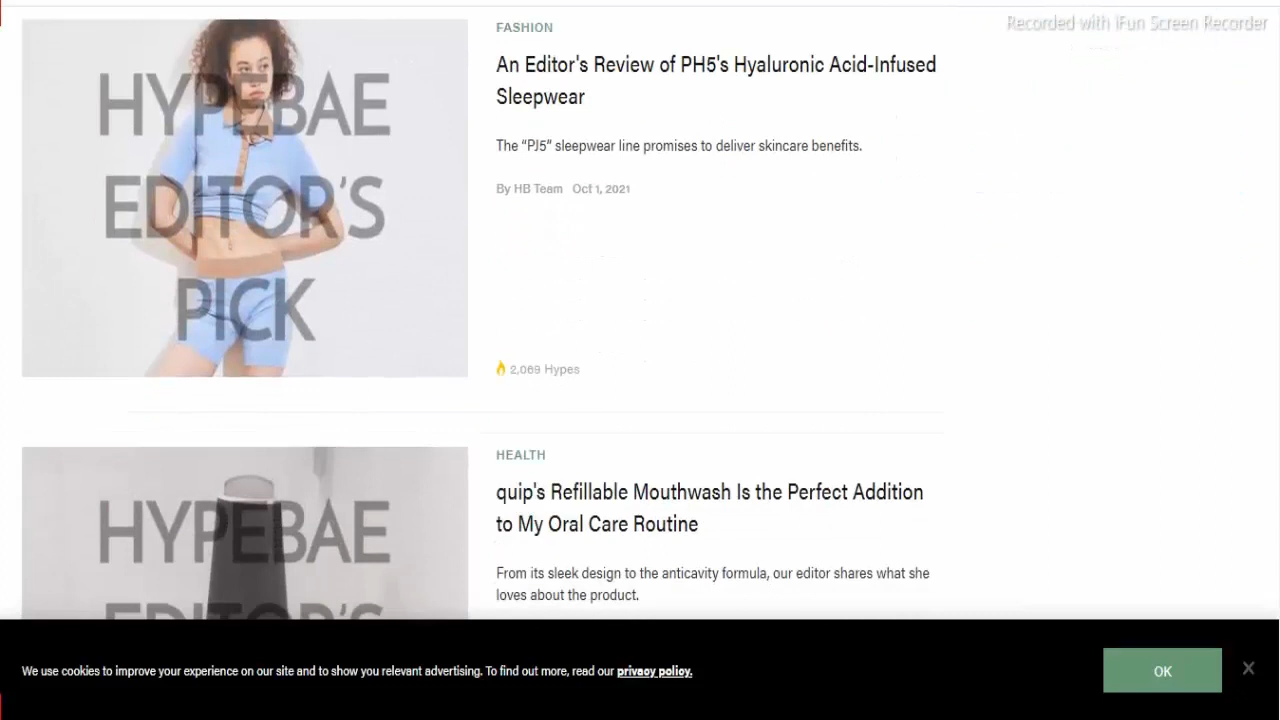 Recorded with iFun Screen Recorder
HYPEBAE
EDITOR'S
PICK
FASHION
An Editor's Review of PH5's Hyaluronic Acid-Infused
Sleepwear
The “PJ5” sleepwear line promises to deliver skincare benefits.
By HB Team Oct 1, 2021
2,069 Hypes
HYPEBAE
EDITOR'S
HEALTH
quip's Refillable Mouthwash Is the Perfect Addition
to My Oral Care Routine
From its sleek design to the anticavity formula, our editor shares what she
loves about the product.
We use cookies to improve your experience on our site and to show you relevant advertising. To find out more, read our privacy policy.
OK